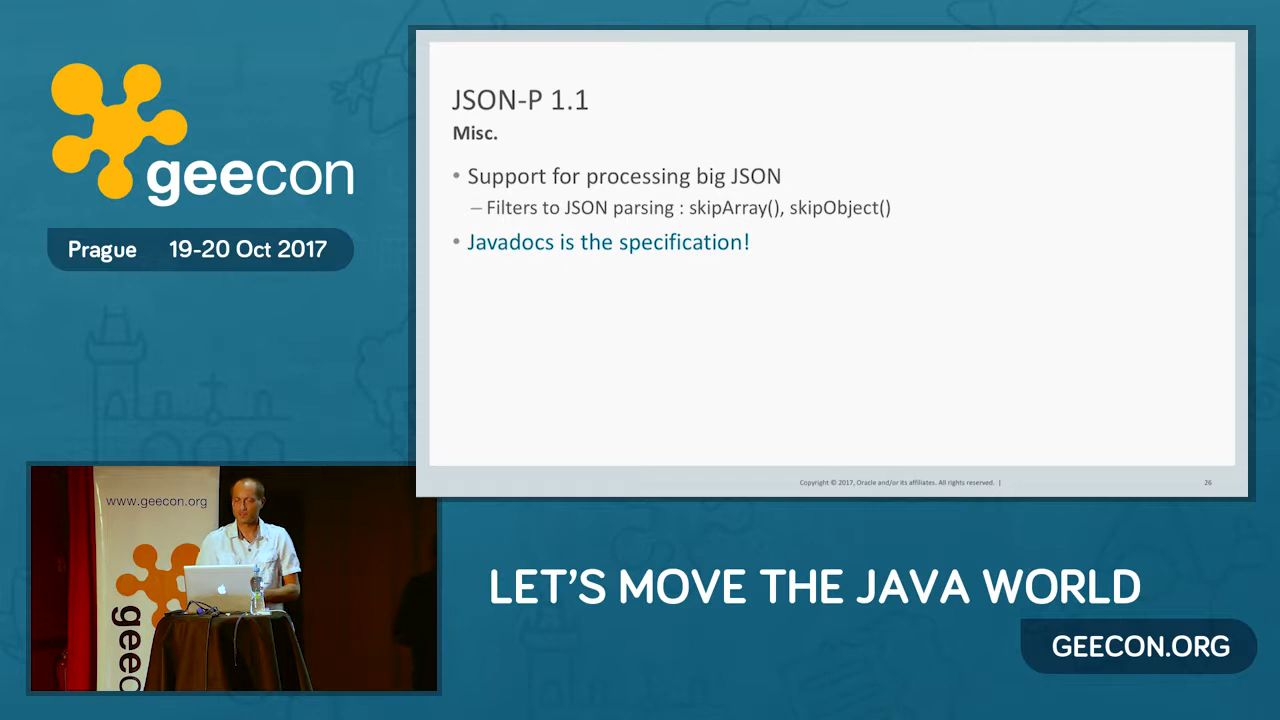 geecon
Prague 19-20 Oct 2017
JSON-P 1.1
Misc.
• Support for processing big JSON
– Filters to JSON parsing : skipArray(), skipObject()
• Javadocs is the specification!
Copyright © 2017, Oracle and/or its affiliates. All rights reserved. |
26
www.geecon.org
geec
LET'S MOVE THE JAVA WORLD
GEECON.ORG